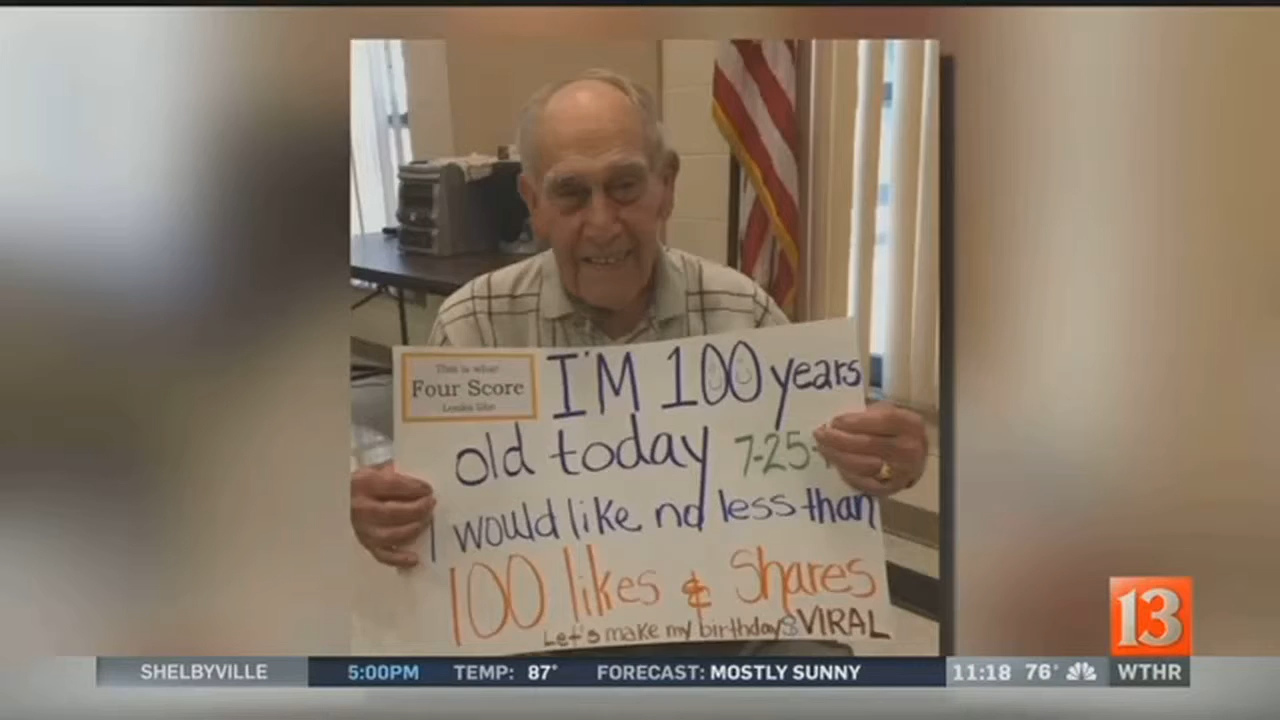 This is what
Four Score
Looks like
I'M 100 years
old today 7-25-
I would like no less than
100 likes & Shares
Let's make my birthday VIRAL
13
SHELBYVILLE 5:00PM TEMP: 87° FORECAST: MOSTLY SUNNY 11:18 76° WTHR